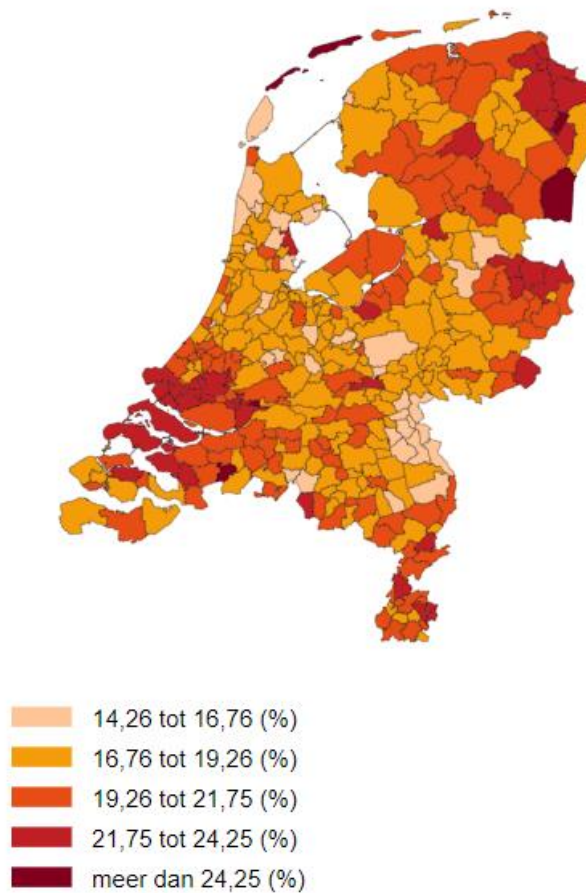 14,26 tot 16,76 (%)
16,76 tot 19,26 (%)
19,26 tot 21,75 (%)
21,75 tot 24,25 (%)
meer dan 24,25 (%)